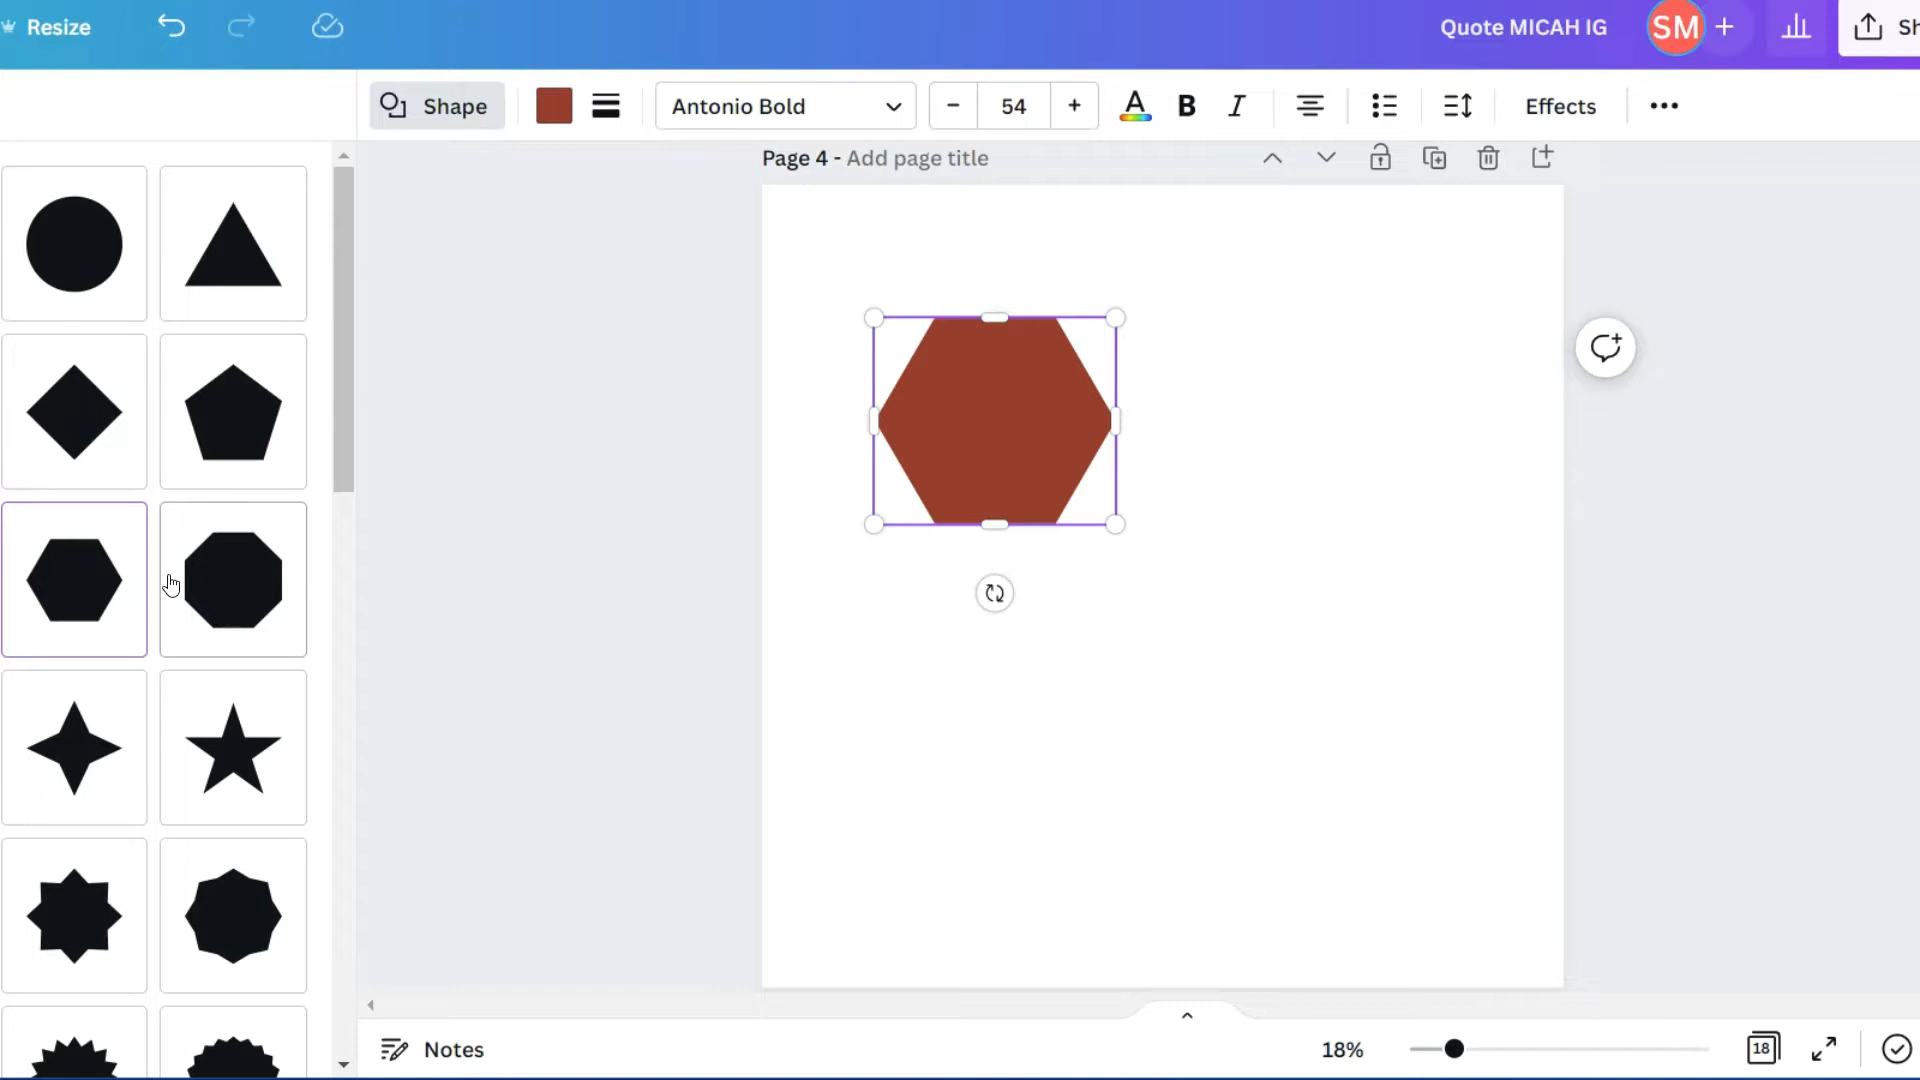 Resize
Quote MICAH IG
SM
Sh
Shape
Antonio Bold
- 54 +
A B I
Effects
Page 4 - Add page title
Notes
18%
18